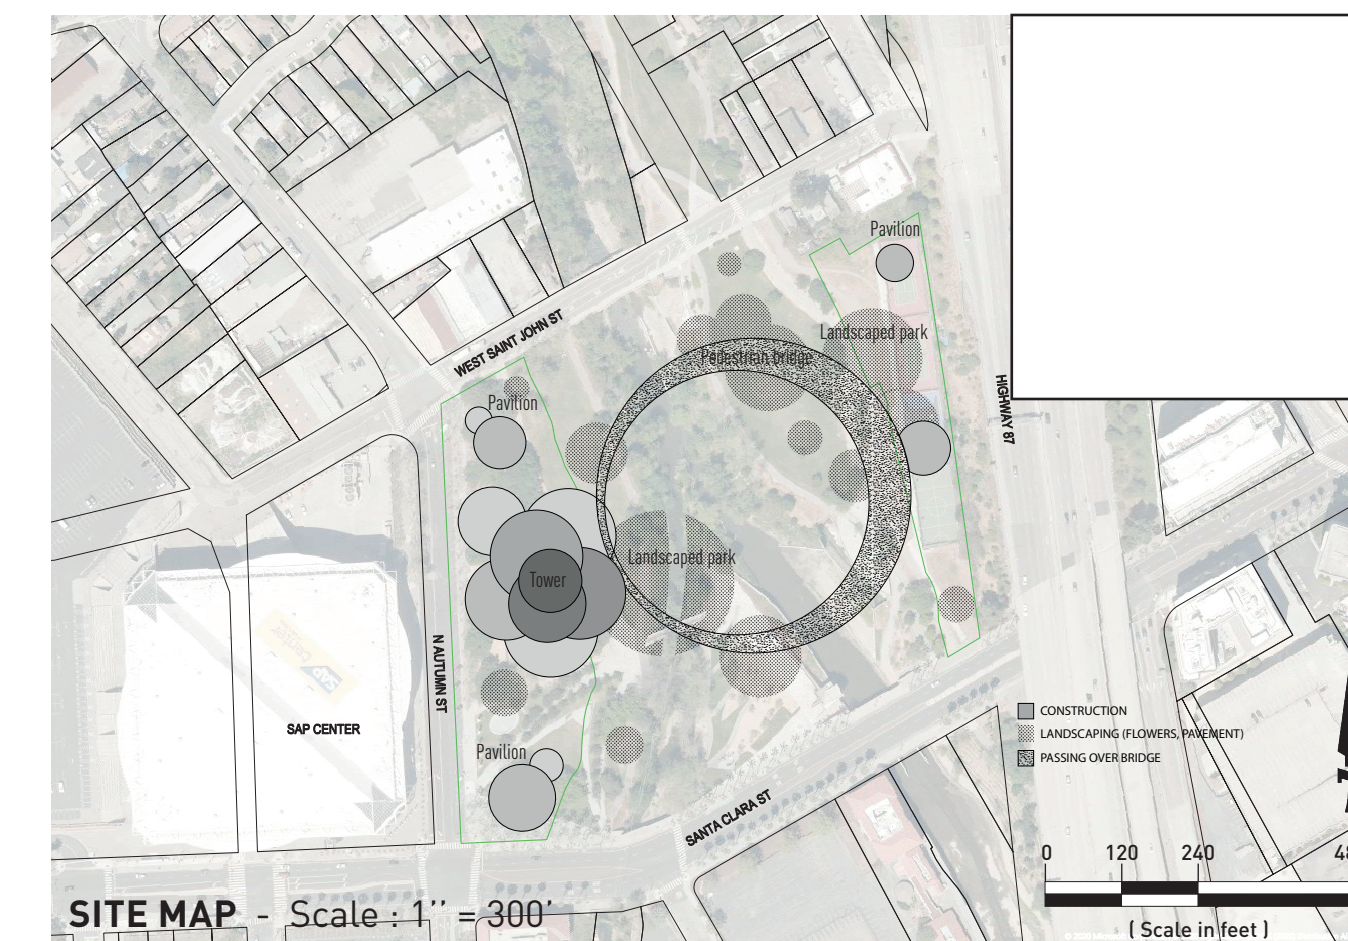 Pavilion
Landscaped park
WEST SAINT JOHN ST
Pedestrian bridge
HIGHWAY 87
Pavilion
Landscaped park
Tower
N AUTUMN ST
SAP
SAP CENTER
Pavilion
CONSTRUCTION
LANDSCAPING (FLOWERS, PAVEMENT)
PASSING OVER BRIDGE
SANTA CLARA ST
0 120 240
SITE MAP - Scale : 1'' = 300'
( Scale in feet )